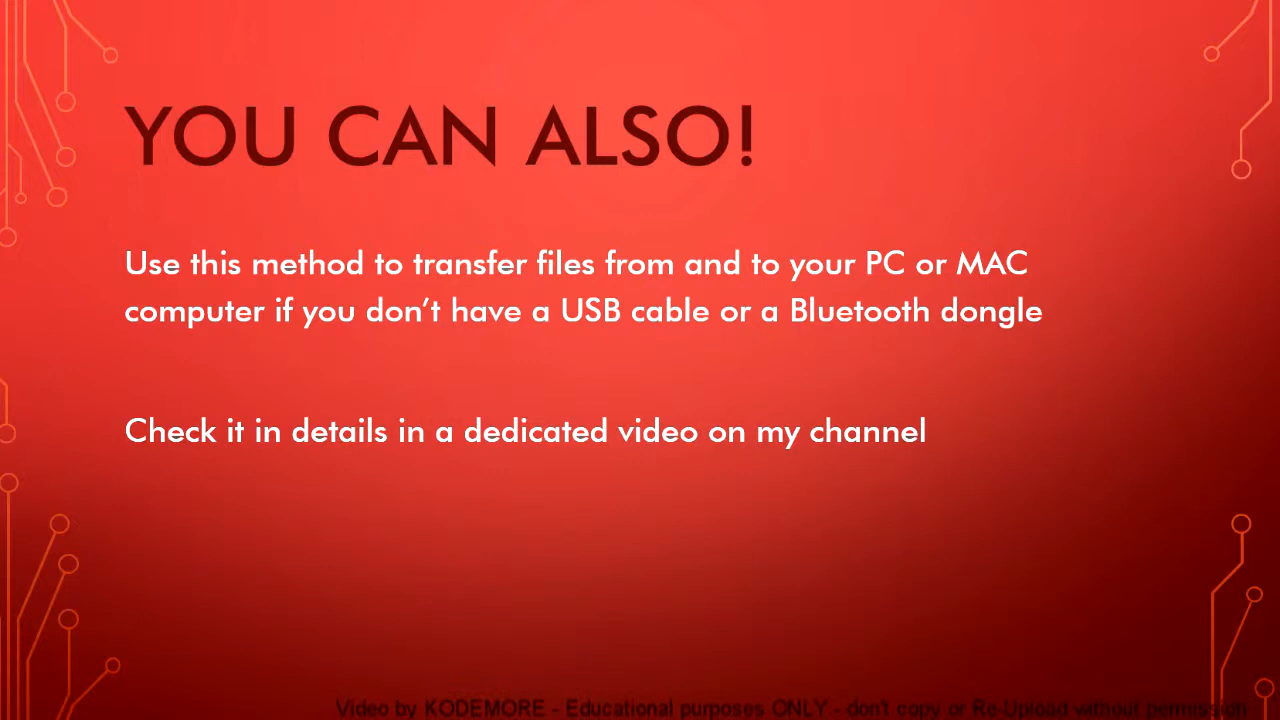 YOU CAN ALSO!
Use this method to transfer files from and to your PC or MAC
computer if you don’t have a USB cable or a Bluetooth dongle
Check it in details in a dedicated video on my channel
Video by KODEMORE - Educational purposes ONLY - don't copy or Re-Upload without permission